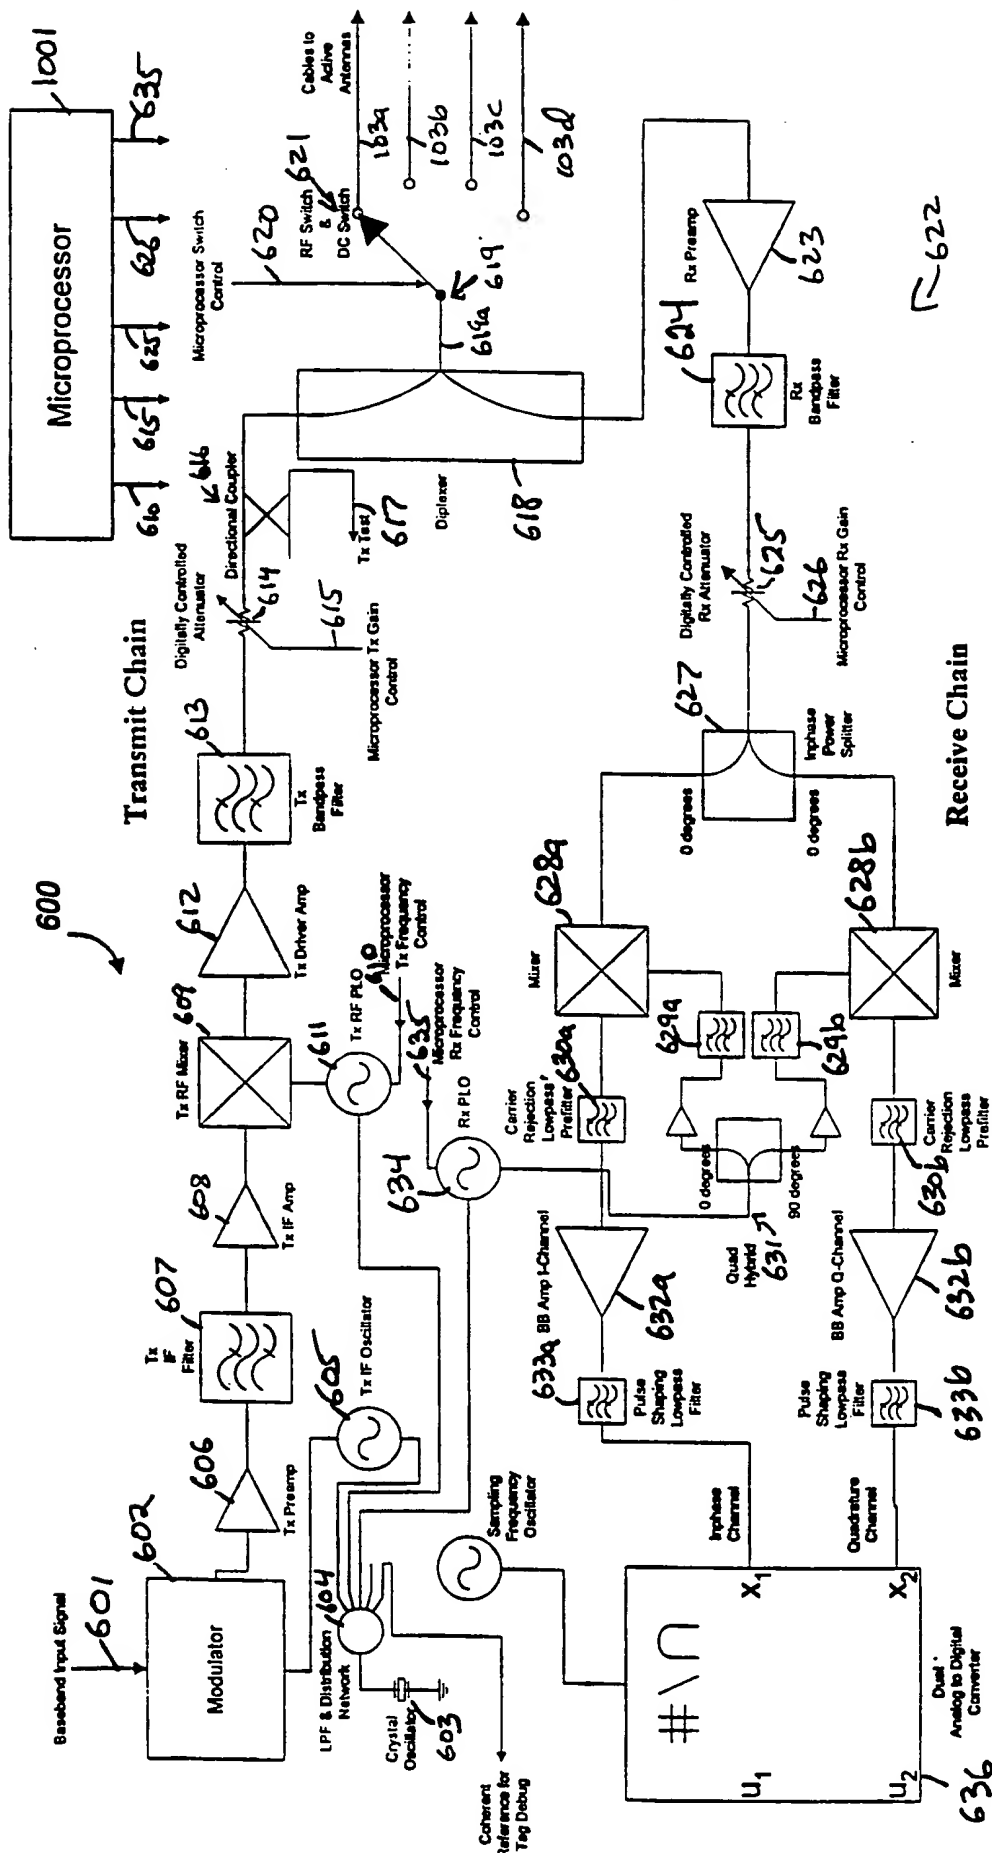 Microprocessor
1001
616
615
625
626
635
600
Transmit Chain
Baseband Input Signal
601
602
Modulator
606
Tx Preamp
607
Tx
IF
Filter
608
Tx IF Amp
609
Tx RF Mixer
612
Tx Driver Amp
613
Tx
Bandpass
Filter
Digitally Controlled
Attenuator
614
615
Microprocessor Tx Gain
Control
Directional Coupler
616
Tx Test
617
Diplexer
618
619a
619
Microprocessor Switch
Control
620
RF Switch
&
DC Switch
621
Cables to
Active
Antennas
103a
103b
103c
103d
LPF & Distribution
Network
604
Crystal
Oscillator
603
Coherent
Reference for
Tag Debug
605
Tx IF Oscillator
611
Tx RF PLO
610
Microprocessor
Tx Frequency
Control
635
Microprocessor
Rx Frequency
Control
Rx PLO
634
Rx Preamp
623
622
624
Rx
Bandpass
Filter
Digitally Controlled
Rx Attenuator
625
626
Microprocessor Rx Gain
Control
627
Inphase
Power
Splitter
0 degrees
0 degrees
Receive Chain
628a
Mixer
628b
Mixer
629a
629b
Carrier
Rejection
Lowpass
Prefilter
630a
Carrier
Rejection
Lowpass
Prefilter
630b
0 degrees
90 degrees
Quad
Hybrid
631
BB Amp I-Channel
632a
BB Amp Q-Channel
632b
633a
Pulse
Shaping
Lowpass
Filter
Pulse
Shaping
Lowpass
Filter
633b
Sampling
Frequency
Oscillator
Inphase
Channel
Quadrature
Channel
# \ ∩
X1
X2
U1
U2
Dual
Analog to Digital
Converter
636